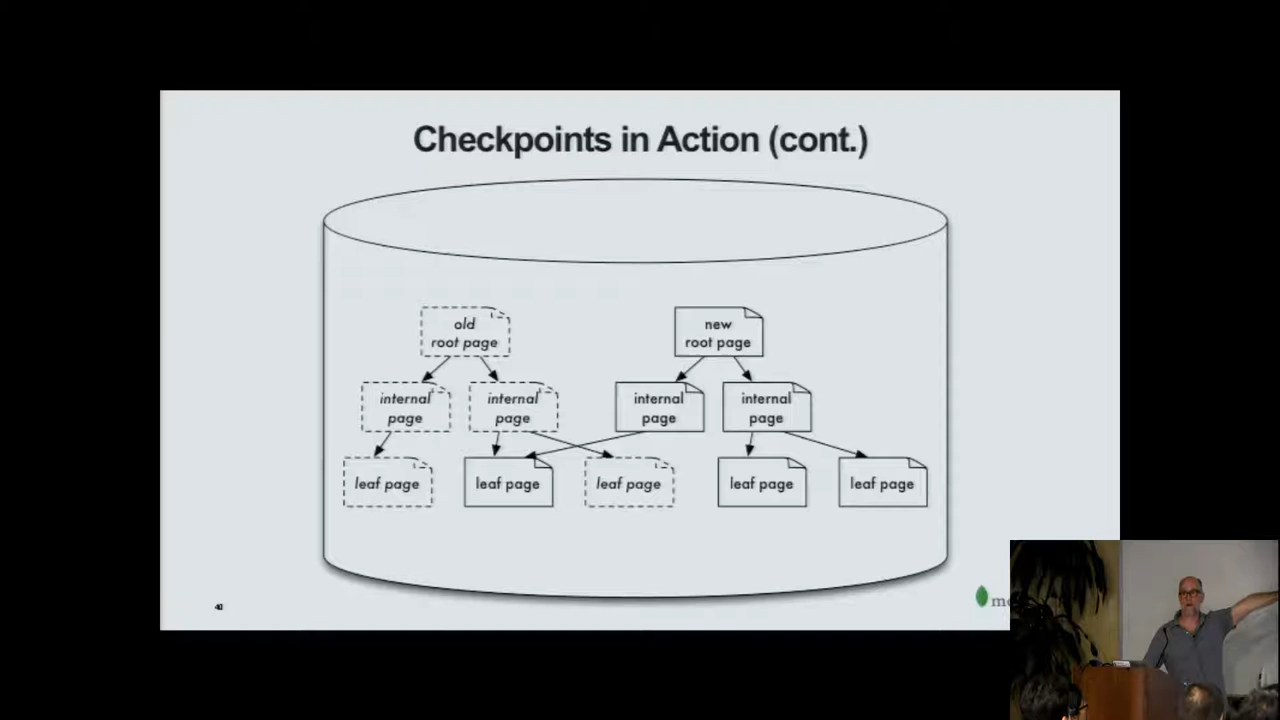 Checkpoints in Action (cont.)
old
root page
new
root page
internal
page
internal
page
internal
page
internal
page
leaf page
leaf page
leaf page
leaf page
leaf page